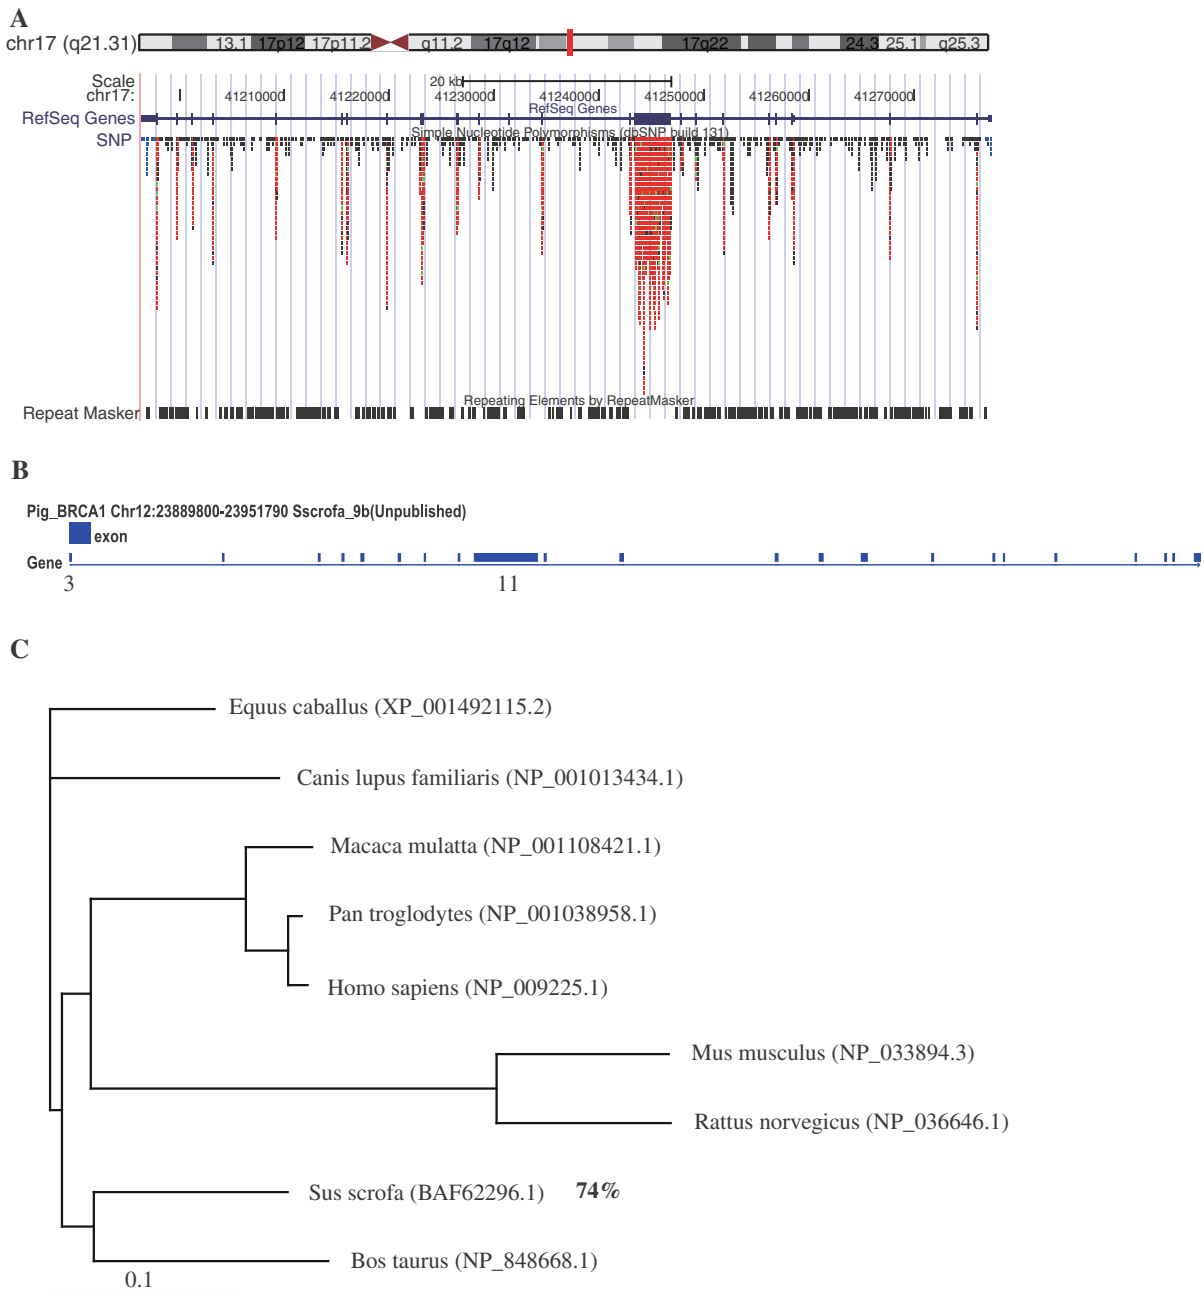 A
chr17 (q21.31) 13.1 17p12 17p11.2 q11.2 17q12 17q22 24.3 25.1 q25.3
Scale 20 kb
chr17: 41210000 41220000 41230000 41240000 41250000 41260000 41270000
RefSeq Genes
RefSeq Genes
Simple Nucleotide Polymorphisms (dbSNP build 131)
SNP
Repeating Elements by RepeatMasker
Repeat Masker
B
Pig_BRCA1 Chr12:23889800-23951790 Sscrofa_9b(Unpublished)
exon
Gene
3 11
C
Equus caballus (XP_001492115.2)
Canis lupus familiaris (NP_001013434.1)
Macaca mulatta (NP_001108421.1)
Pan troglodytes (NP_001038958.1)
Homo sapiens (NP_009225.1)
Mus musculus (NP_033894.3)
Rattus norvegicus (NP_036646.1)
Sus scrofa (BAF62296.1) 74%
Bos taurus (NP_848668.1)
0.1